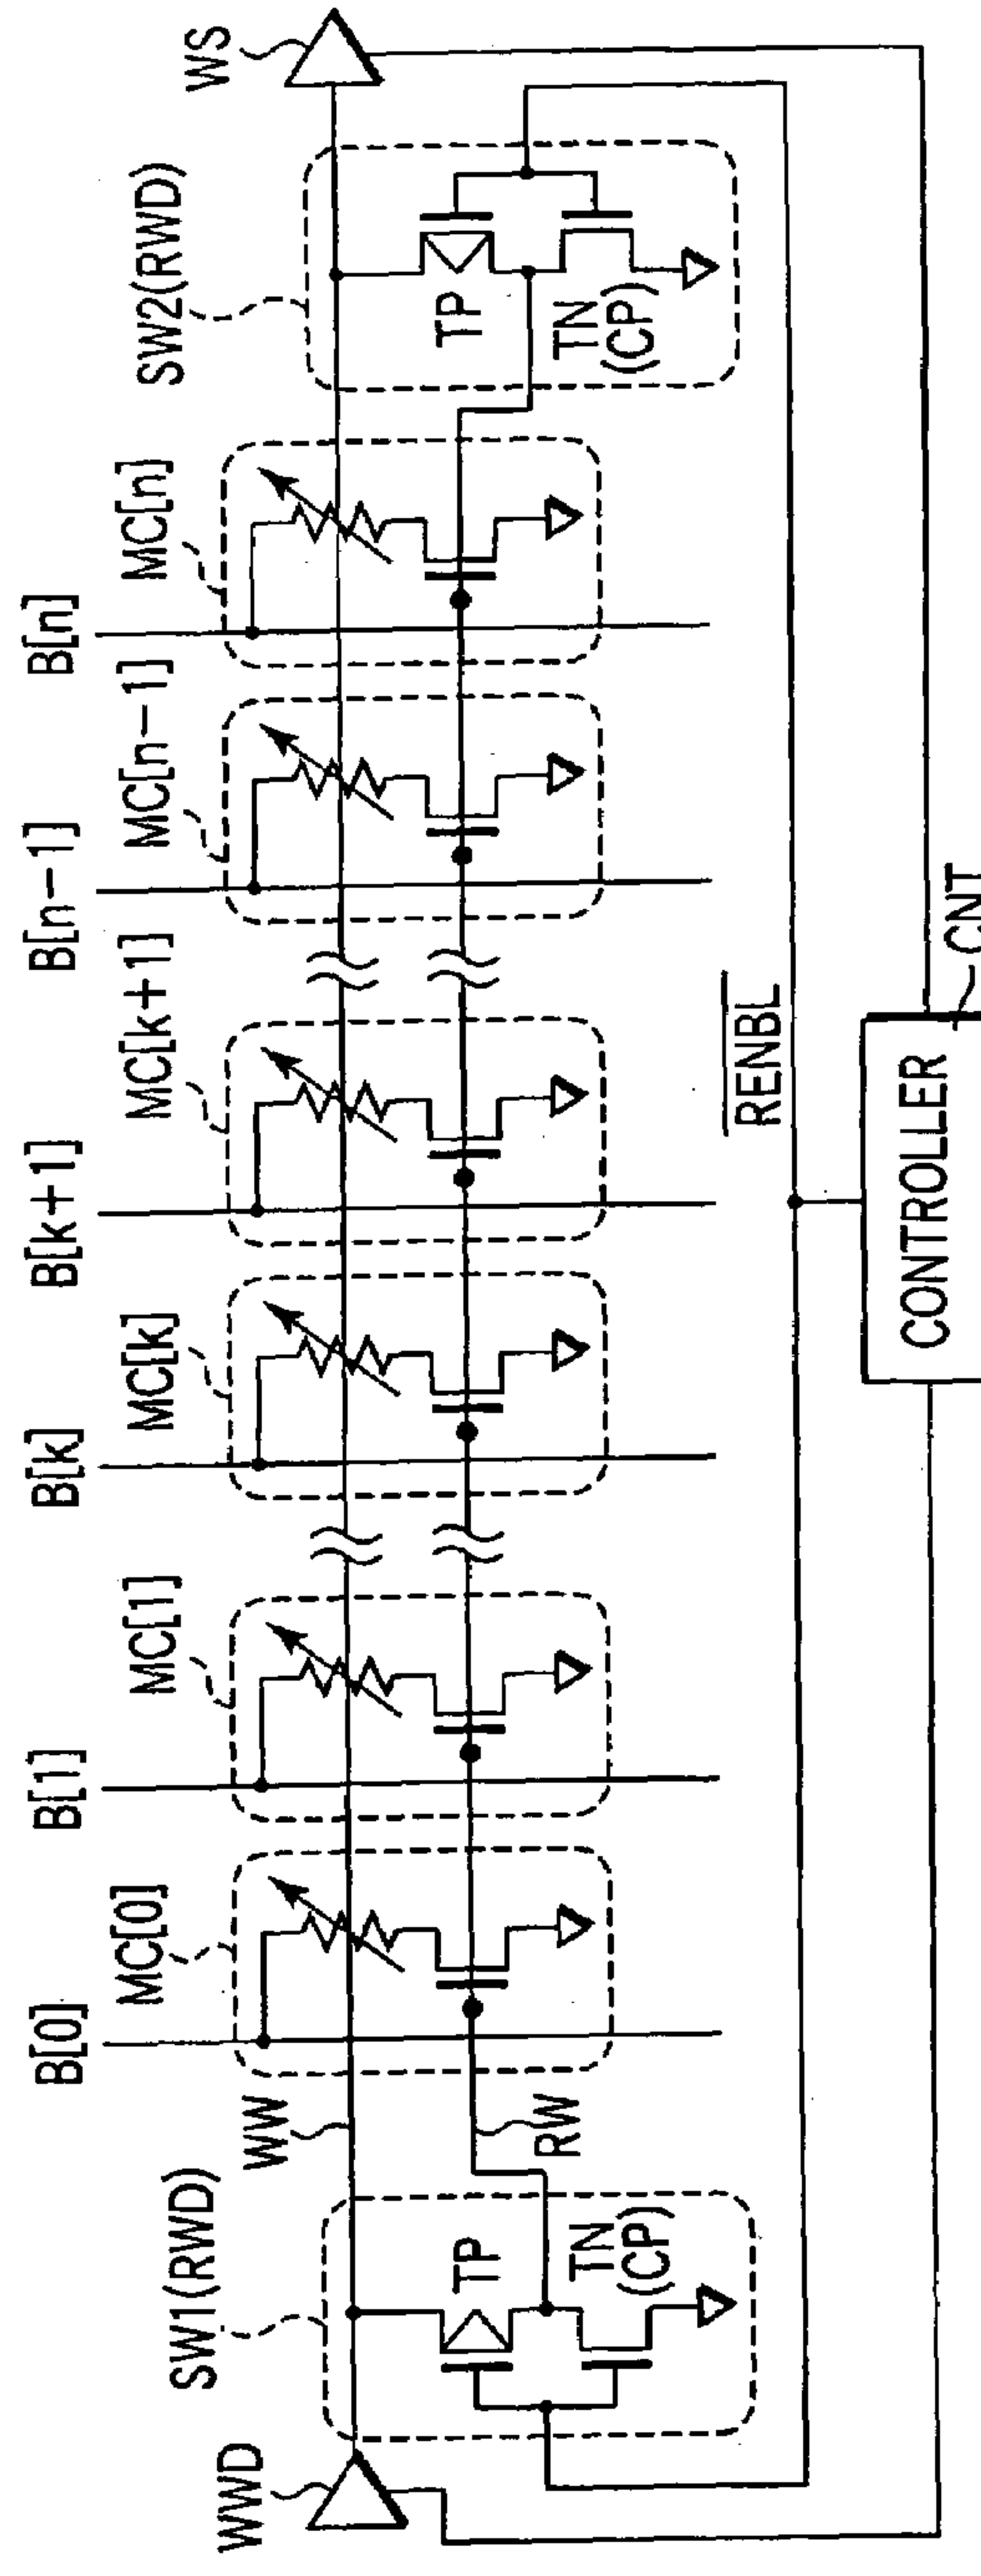 B[0]
B[1]
B[k]
B[k+1]
B[n−1]
B[n]
SW1(RWD)
MC[0]
MC[1]
MC[k]
MC[k+1]
MC[n−1]
MC[n]
SW2(RWD)
WWD
WW
WS
TP
TN
(CP)
RW
TP
TN
(CP)
RENBL
CONTROLLER
CNT